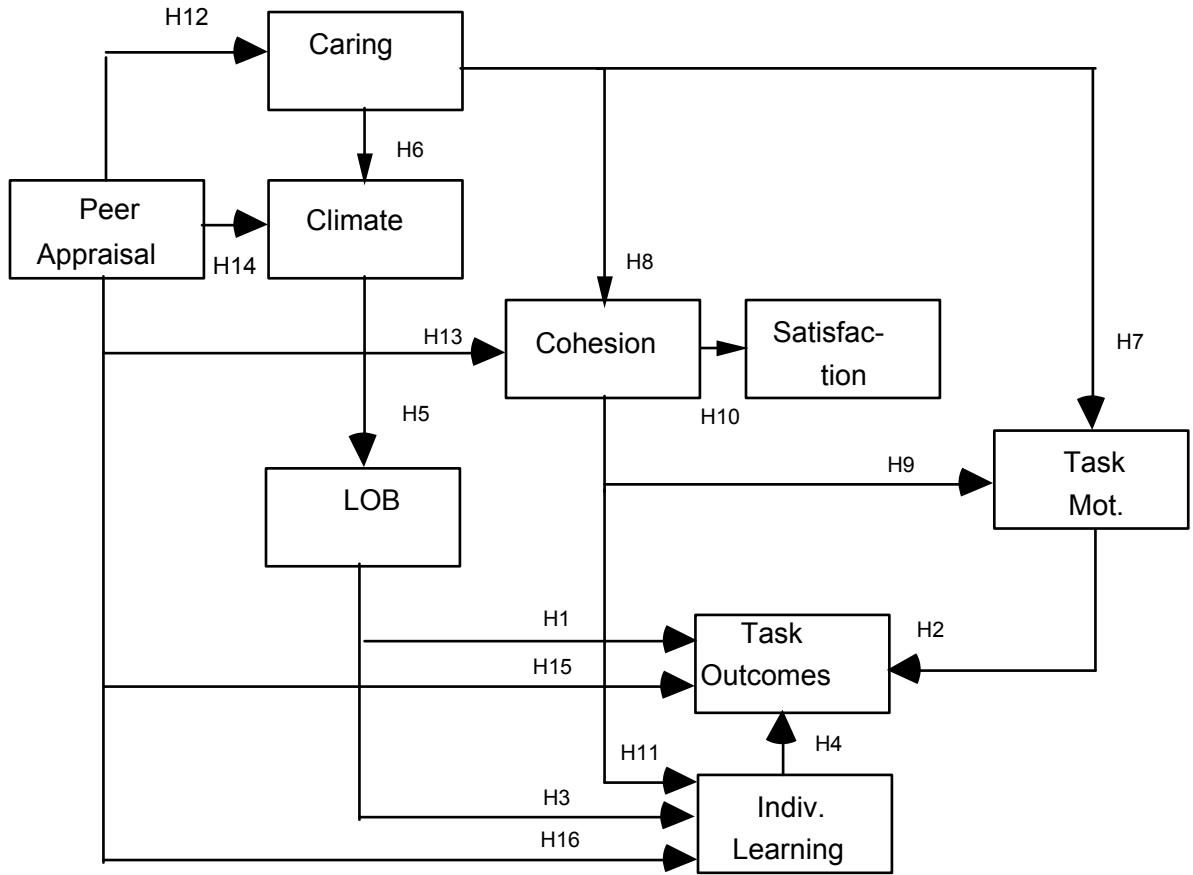 H12
Caring
H6
Peer
Appraisal
Climate
H14
H8
H13
Cohesion
Satisfac-
tion
H7
H5
H10
H9
Task
Mot.
LOB
H1
Task
Outcomes
H2
H15
H11
H4
H3
Indiv.
Learning
H16